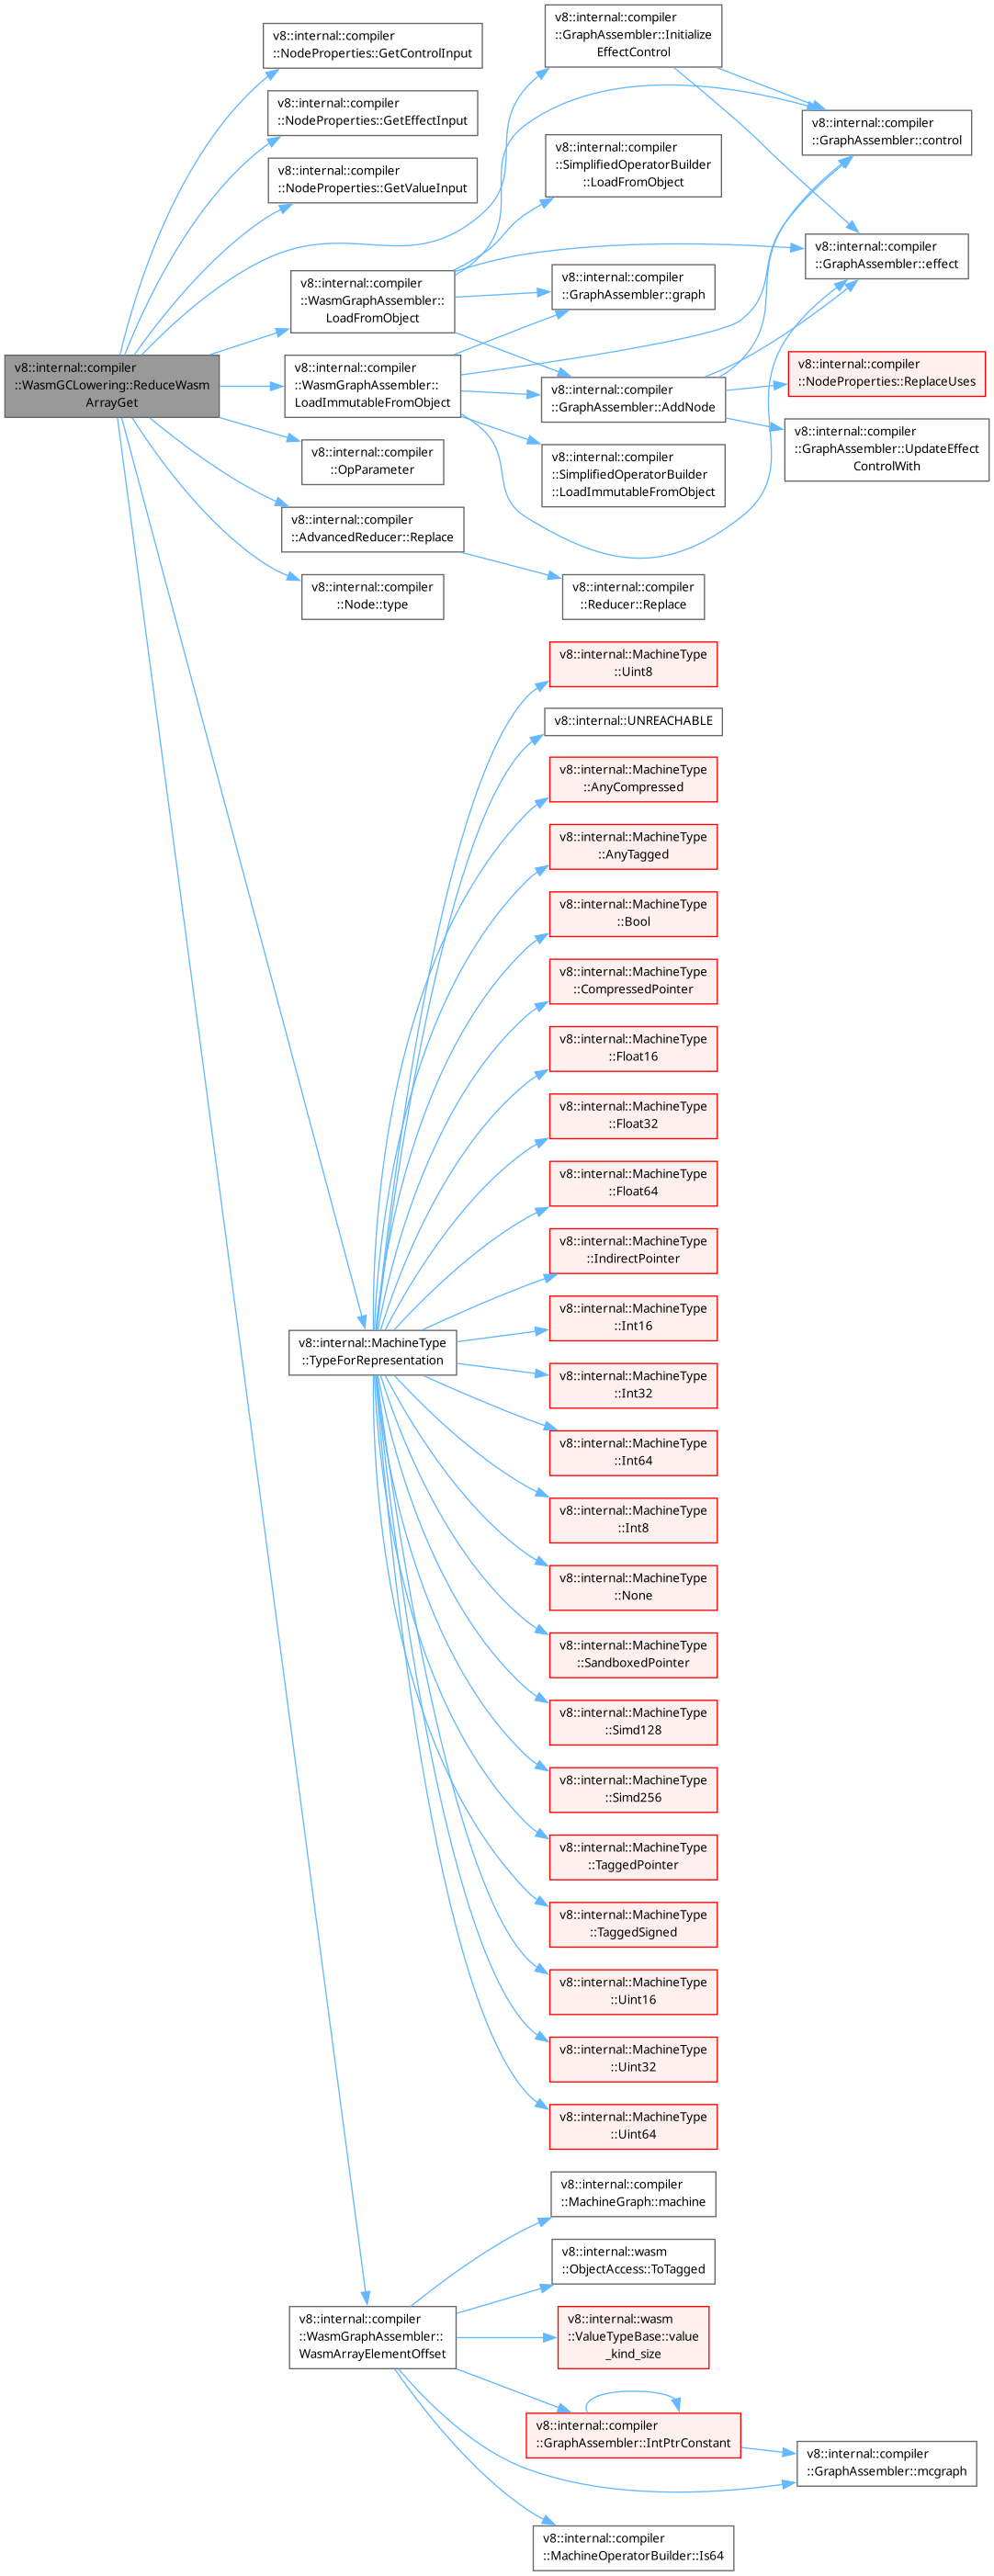 v8::internal::compiler
::WasmGCLowering::ReduceWasm
ArrayGet
v8::internal::compiler
::NodeProperties::GetControlInput
v8::internal::compiler
::NodeProperties::GetEffectInput
v8::internal::compiler
::NodeProperties::GetValueInput
v8::internal::compiler
::GraphAssembler::Initialize
EffectControl
v8::internal::compiler
::GraphAssembler::control
v8::internal::compiler
::GraphAssembler::effect
v8::internal::compiler
::WasmGraphAssembler::
LoadFromObject
v8::internal::compiler
::SimplifiedOperatorBuilder
::LoadFromObject
v8::internal::compiler
::GraphAssembler::graph
v8::internal::compiler
::GraphAssembler::AddNode
v8::internal::compiler
::NodeProperties::ReplaceUses
v8::internal::compiler
::GraphAssembler::UpdateEffect
ControlWith
v8::internal::compiler
::WasmGraphAssembler::
LoadImmutableFromObject
v8::internal::compiler
::SimplifiedOperatorBuilder
::LoadImmutableFromObject
v8::internal::compiler
::OpParameter
v8::internal::compiler
::AdvancedReducer::Replace
v8::internal::compiler
::Reducer::Replace
v8::internal::compiler
::Node::type
v8::internal::MachineType
::TypeForRepresentation
v8::internal::MachineType
::Uint8
v8::internal::UNREACHABLE
v8::internal::MachineType
::AnyCompressed
v8::internal::MachineType
::AnyTagged
v8::internal::MachineType
::Bool
v8::internal::MachineType
::CompressedPointer
v8::internal::MachineType
::Float16
v8::internal::MachineType
::Float32
v8::internal::MachineType
::Float64
v8::internal::MachineType
::IndirectPointer
v8::internal::MachineType
::Int16
v8::internal::MachineType
::Int32
v8::internal::MachineType
::Int64
v8::internal::MachineType
::Int8
v8::internal::MachineType
::None
v8::internal::MachineType
::SandboxedPointer
v8::internal::MachineType
::Simd128
v8::internal::MachineType
::Simd256
v8::internal::MachineType
::TaggedPointer
v8::internal::MachineType
::TaggedSigned
v8::internal::MachineType
::Uint16
v8::internal::MachineType
::Uint32
v8::internal::MachineType
::Uint64
v8::internal::compiler
::WasmGraphAssembler::
WasmArrayElementOffset
v8::internal::compiler
::MachineGraph::machine
v8::internal::wasm
::ObjectAccess::ToTagged
v8::internal::wasm
::ValueTypeBase::value
_kind_size
v8::internal::compiler
::GraphAssembler::IntPtrConstant
v8::internal::compiler
::GraphAssembler::mcgraph
v8::internal::compiler
::MachineOperatorBuilder::Is64